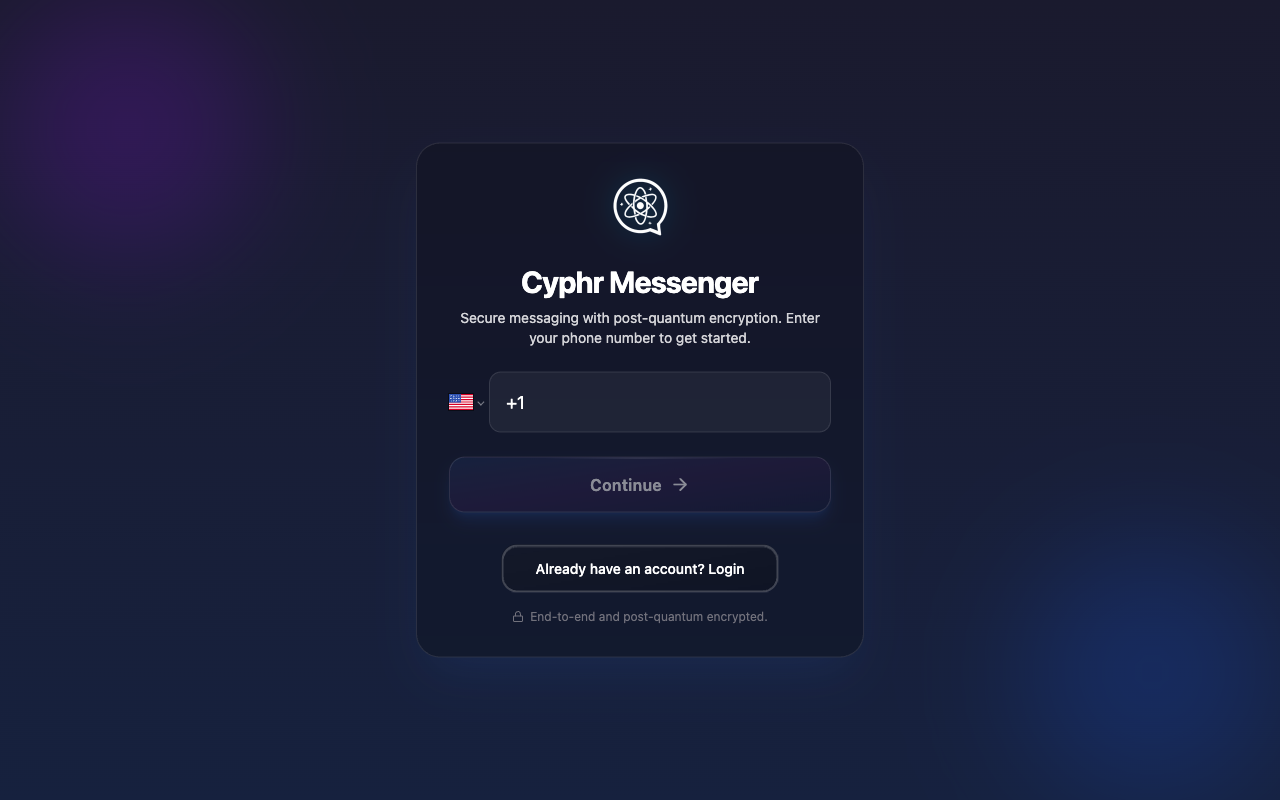 Cyphr Messenger
Secure messaging with post-quantum encryption. Enter
your phone number to get started.
+1
Continue
Already have an account? Login
End-to-end and post-quantum encrypted.